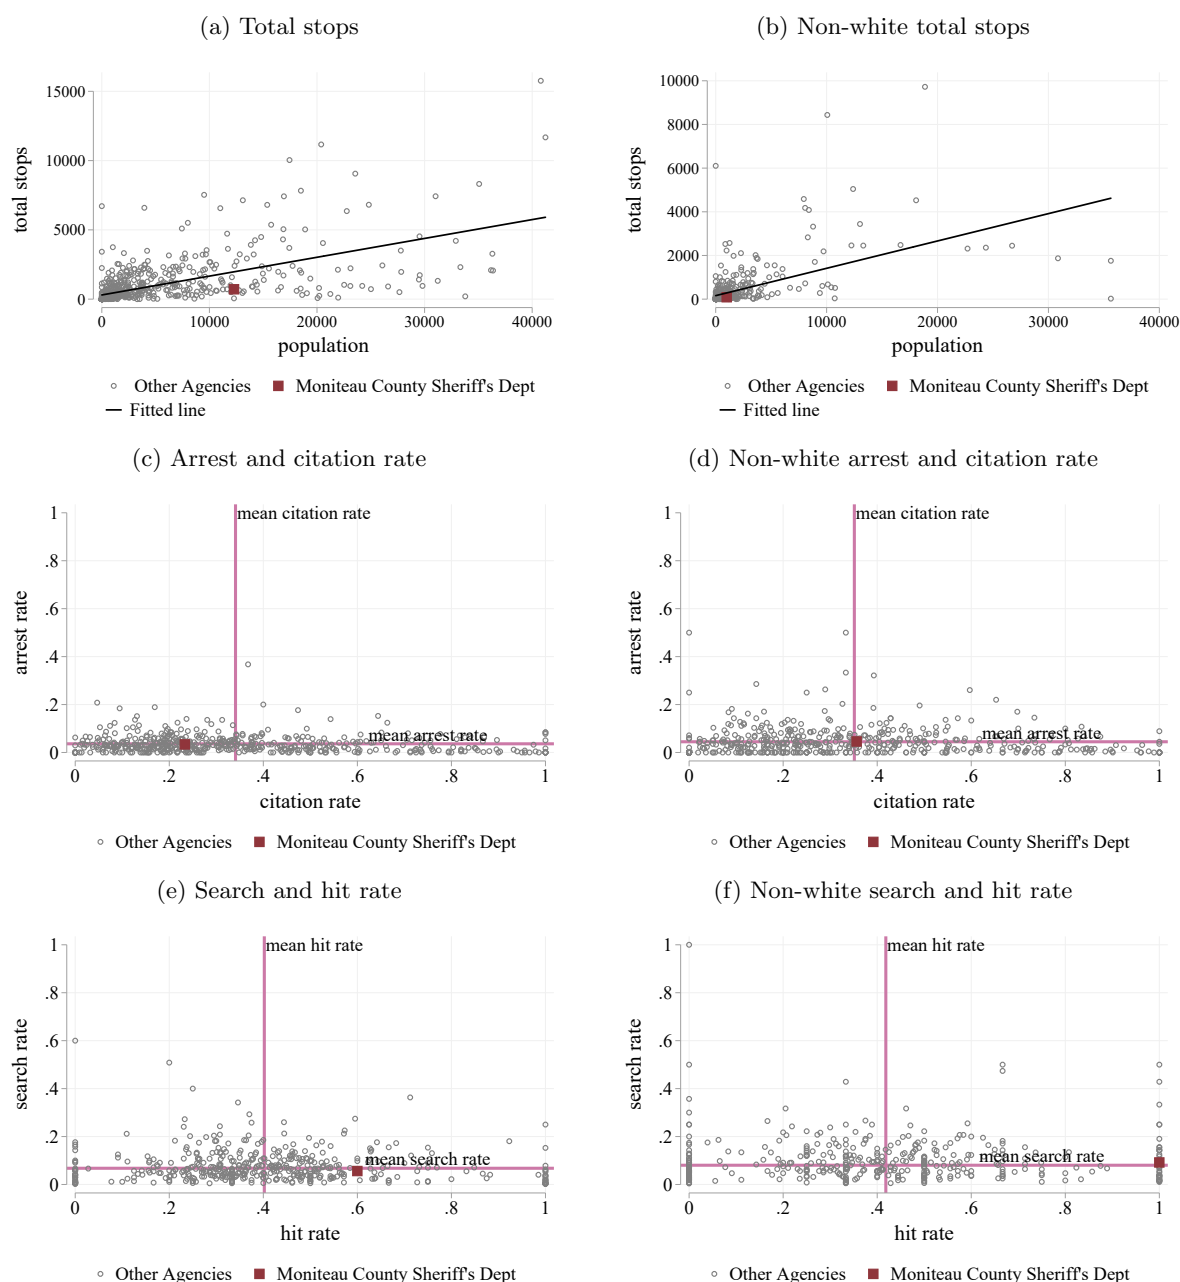 (a) Total stops
total stops
15000
10000
5000
0
0 10000 20000 30000 40000
population
Other Agencies Moniteau County Sheriff's Dept
Fitted line
(b) Non-white total stops
total stops
10000
8000
6000
4000
2000
0
0 10000 20000 30000 40000
population
Other Agencies Moniteau County Sheriff's Dept
Fitted line
(c) Arrest and citation rate
mean citation rate
arrest rate
1
.8
.6
.4
.2
0
mean arrest rate
0 .2 .4 .6 .8 1
citation rate
Other Agencies Moniteau County Sheriff's Dept
(d) Non-white arrest and citation rate
mean citation rate
arrest rate
1
.8
.6
.4
.2
0
mean arrest rate
0 .2 .4 .6 .8 1
citation rate
Other Agencies Moniteau County Sheriff's Dept
(e) Search and hit rate
mean hit rate
search rate
1
.8
.6
.4
.2
0
mean search rate
0 .2 .4 .6 .8 1
hit rate
Other Agencies Moniteau County Sheriff's Dept
(f) Non-white search and hit rate
mean hit rate
search rate
1
.8
.6
.4
.2
0
mean search rate
0 .2 .4 .6 .8 1
hit rate
Other Agencies Moniteau County Sheriff's Dept